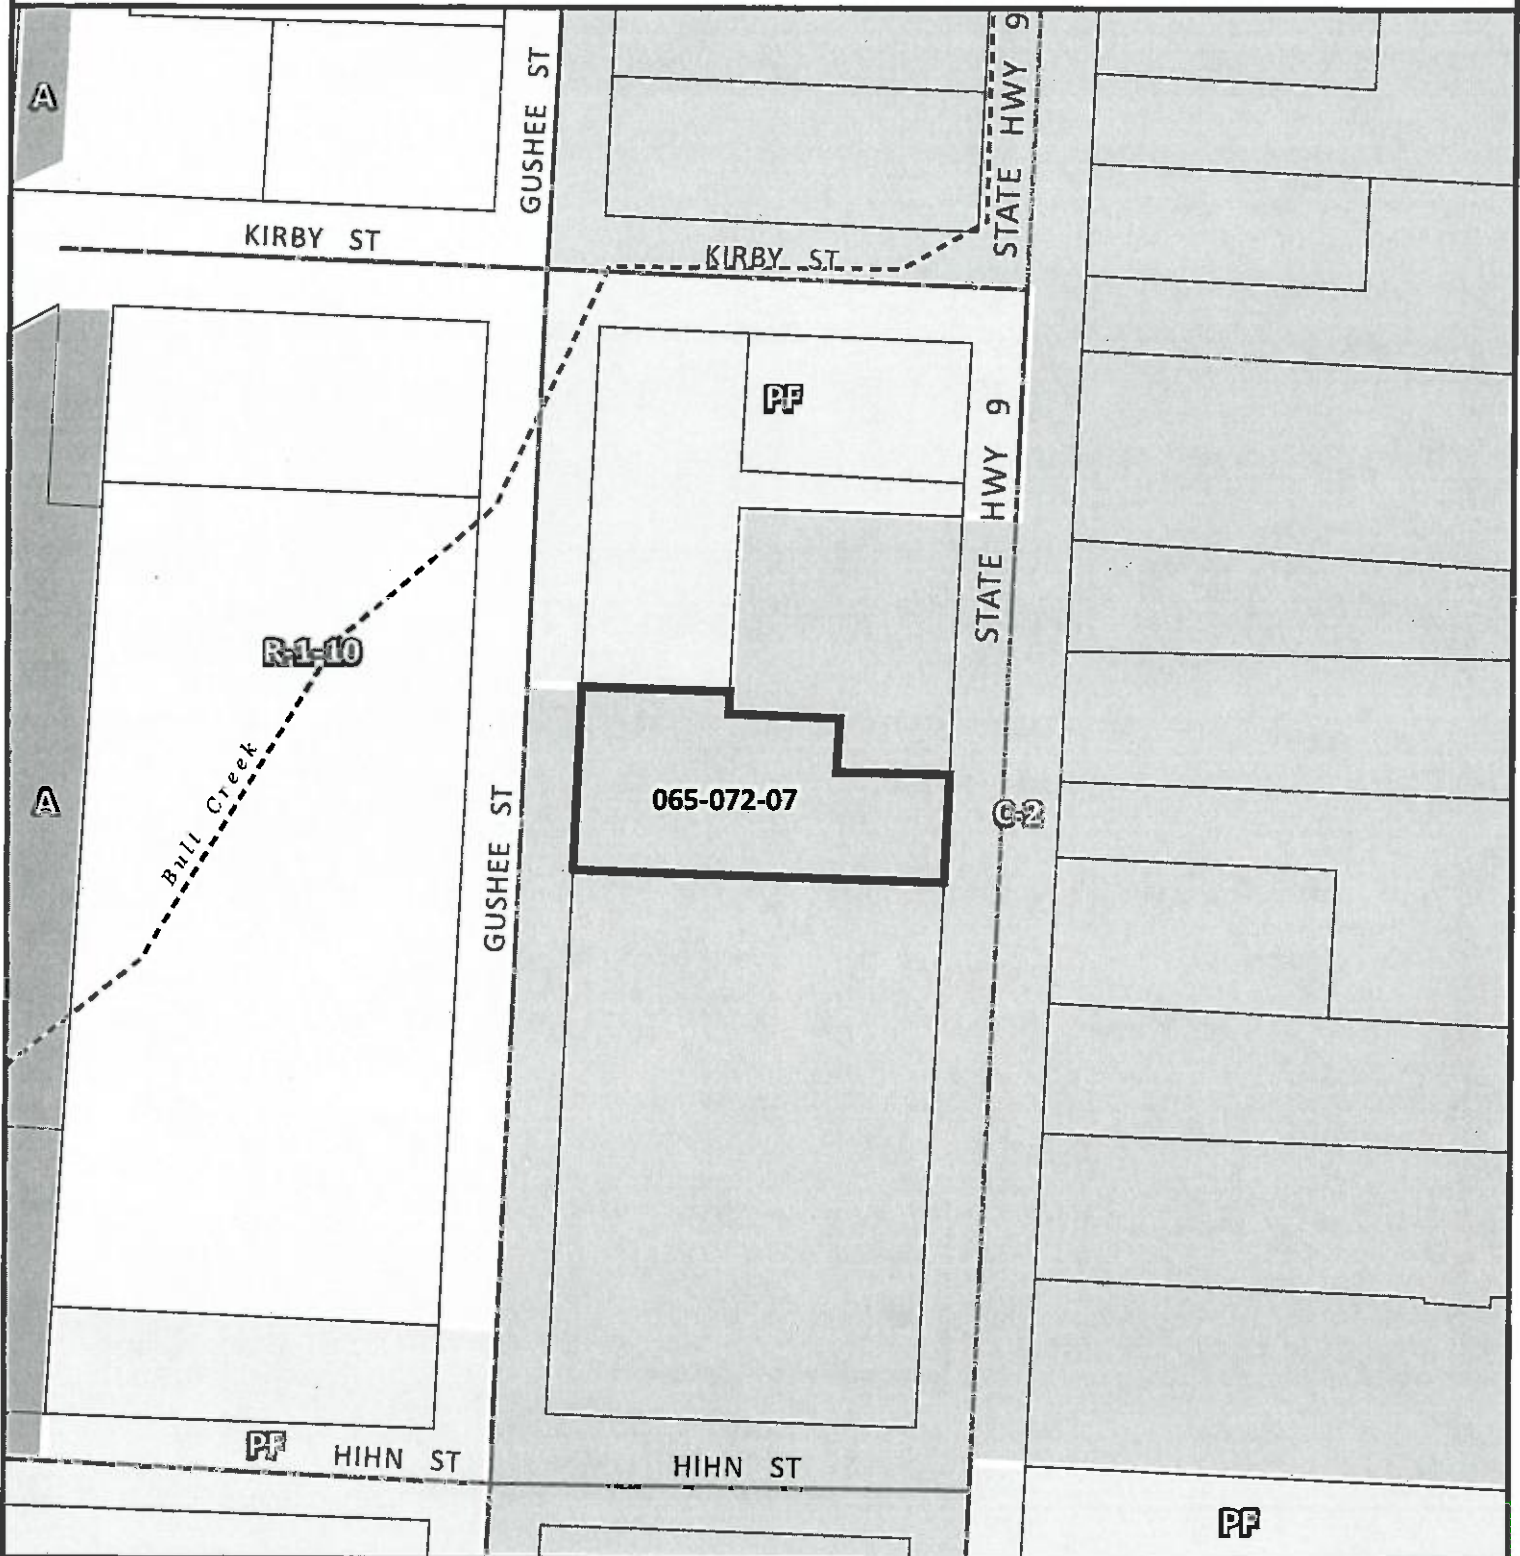 STATE HWY 9
GUSHEE ST
A
KIRBY ST
KIRBY ST
PF
STATE HWY 9
R-1-10
Bull Creek
A
065-072-07
C-2
GUSHEE ST
PF
HIHN ST
HIHN ST
PF